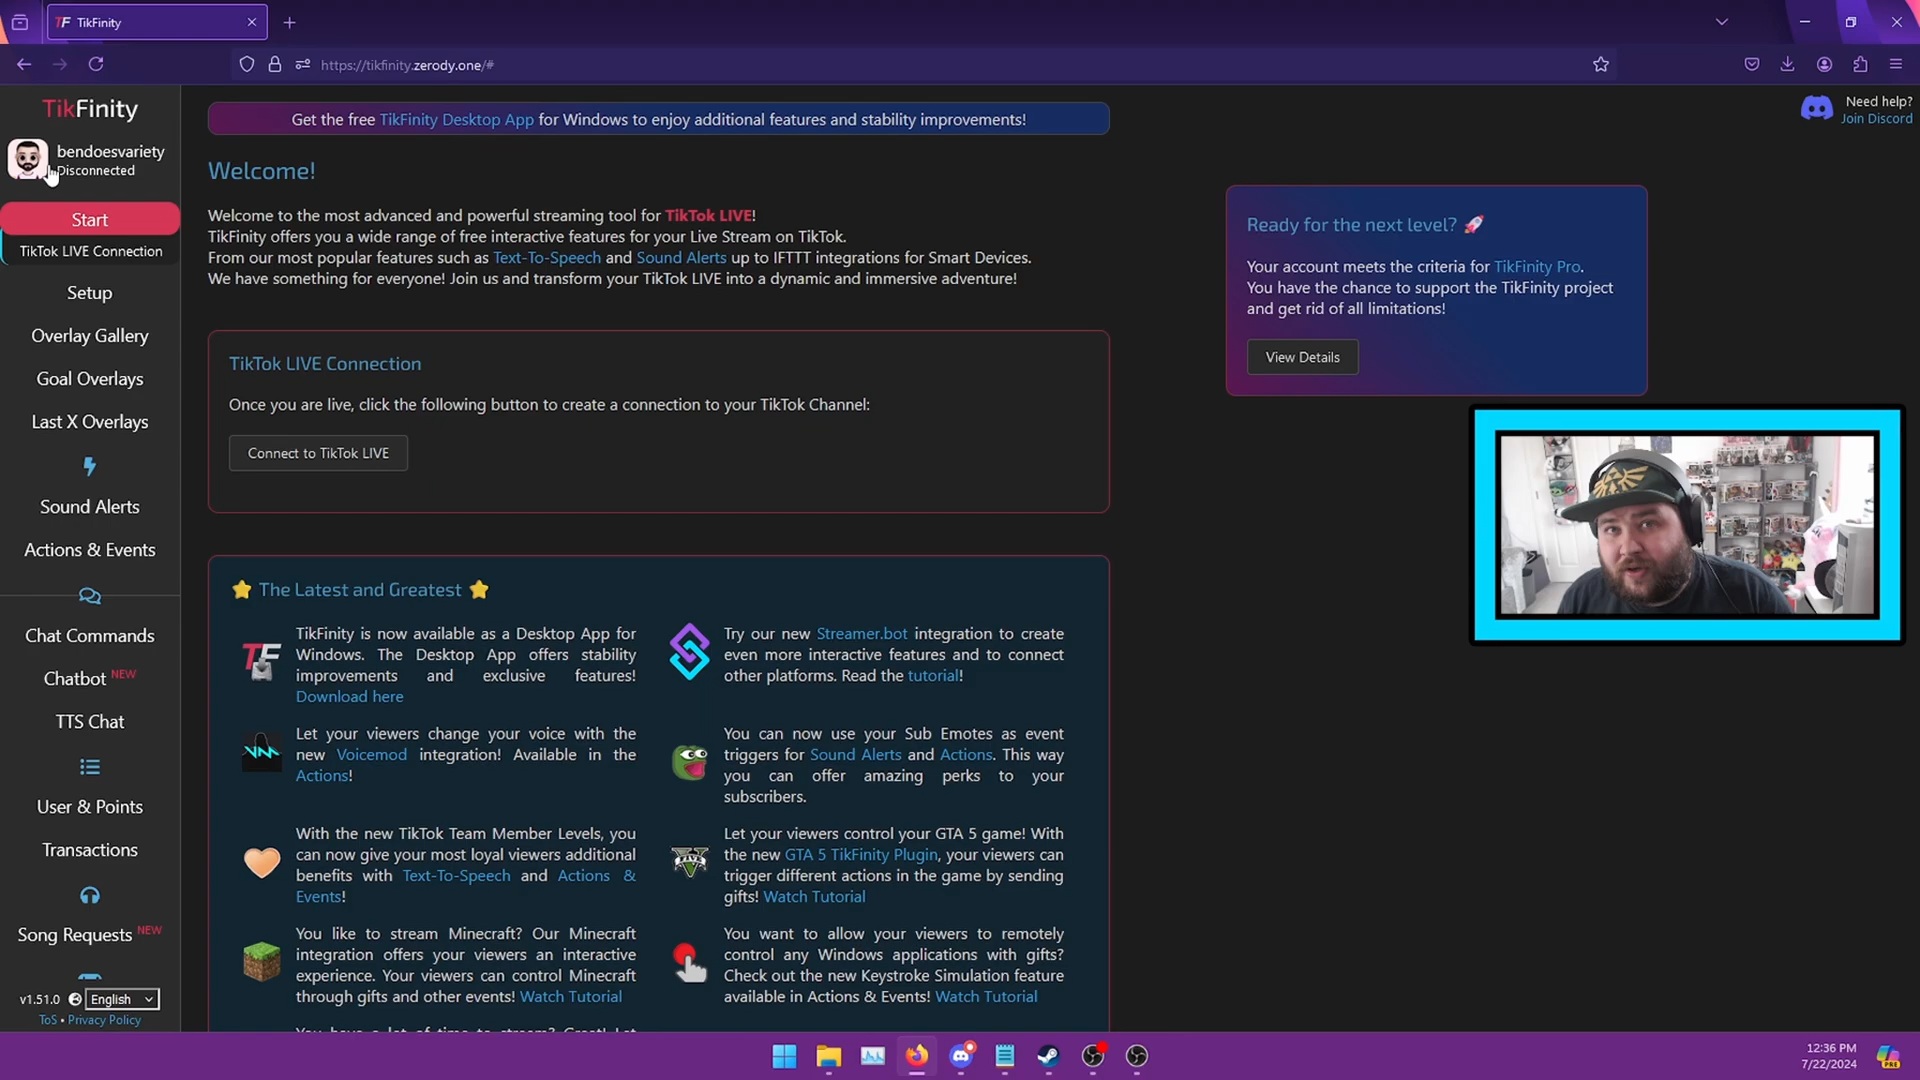 TikFinity
https://tikfinity.zerody.one/#
TikFinity
bendoesvariety
Disconnected
Start
TikTok LIVE Connection
Setup
Overlay Gallery
Goal Overlays
Last X Overlays
Sound Alerts
Actions & Events
Chat Commands
Chatbot NEW
TTS Chat
User & Points
Transactions
Song Requests NEW
v1.51.0 English
ToS • Privacy Policy
Get the free TikFinity Desktop App for Windows to enjoy additional features and stability improvements!
Welcome!
Welcome to the most advanced and powerful streaming tool for TikTok LIVE!
TikFinity offers you a wide range of free interactive features for your Live Stream on TikTok.
From our most popular features such as Text-To-Speech and Sound Alerts up to IFTTT integrations for Smart Devices.
We have something for everyone! Join us and transform your TikTok LIVE into a dynamic and immersive adventure!
TikTok LIVE Connection
Once you are live, click the following button to create a connection to your TikTok Channel:
Connect to TikTok LIVE
The Latest and Greatest
TikFinity is now available as a Desktop App for
Windows. The Desktop App offers stability
improvements and exclusive features!
Download here
Try our new Streamer.bot integration to create
even more interactive features and to connect
other platforms. Read the tutorial!
Let your viewers change your voice with the
new Voicemod integration! Available in the
Actions!
You can now use your Sub Emotes as event
triggers for Sound Alerts and Actions. This way
you can offer amazing perks to your
subscribers.
With the new TikTok Team Member Levels, you
can now give your most loyal viewers additional
benefits with Text-To-Speech and Actions &
Events!
Let your viewers control your GTA 5 game! With
the new GTA 5 TikFinity Plugin, your viewers can
trigger different actions in the game by sending
gifts! Watch Tutorial
You like to stream Minecraft? Our Minecraft
integration offers your viewers an interactive
experience. Your viewers can control Minecraft
through gifts and other events! Watch Tutorial
You want to allow your viewers to remotely
control any Windows applications with gifts?
Check out the new Keystroke Simulation feature
available in Actions & Events! Watch Tutorial
You have a lot of time to stream? Great! Let
Need help?
Join Discord
Ready for the next level?
Your account meets the criteria for TikFinity Pro.
You have the chance to support the TikFinity project
and get rid of all limitations!
View Details
12:36 PM
7/22/2024